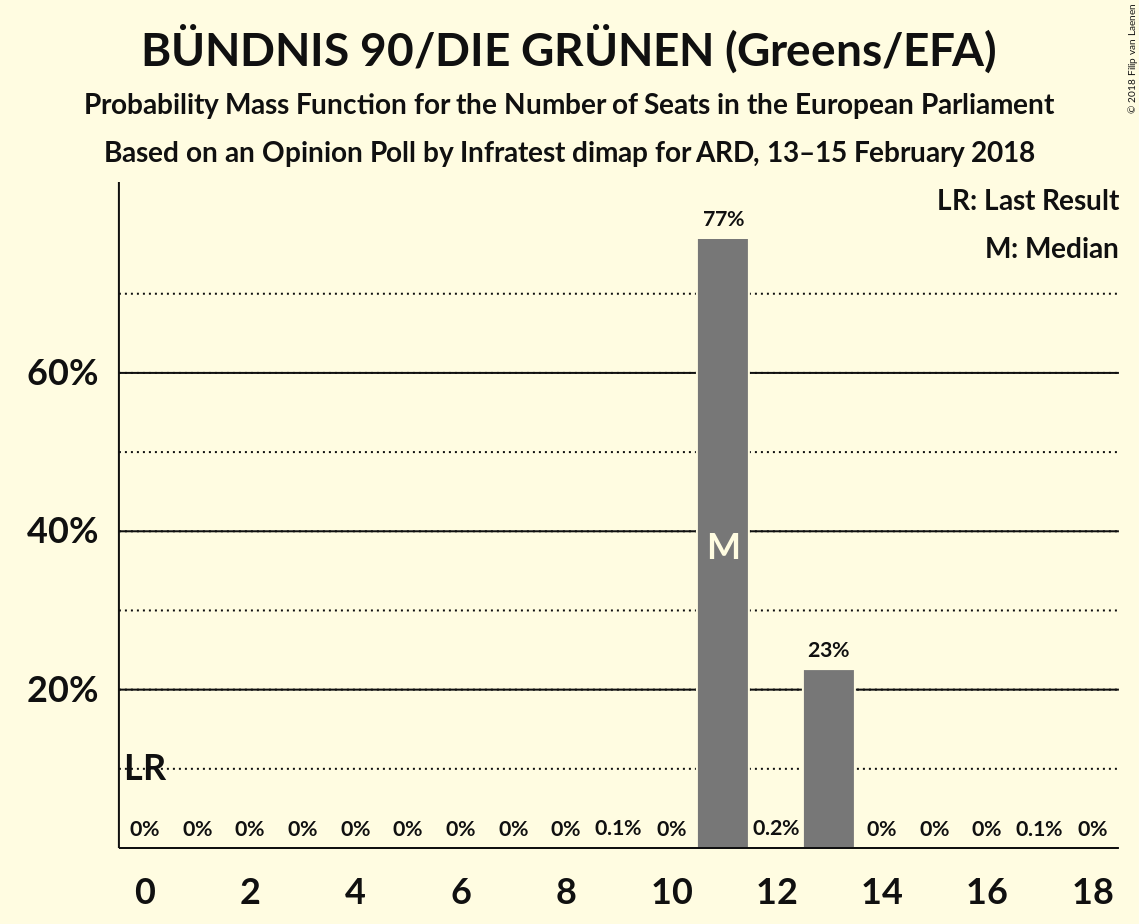 BÜNDNIS 90/DIE GRÜNEN (Greens/EFA)
Probability Mass Function for the Number of Seats in the European Parliament
Based on an Opinion Poll by Infratest dimap for ARD, 13–15 February 2018
© 2018 Filip van Laenen
LR: Last Result
M: Median
77%
60%
40%
M
23%
20%
LR
0% 0% 0% 0% 0% 0% 0% 0% 0% 0.1% 0% 0.2% 0% 0% 0% 0.1% 0%
0 2 4 6 8 10 12 14 16 18